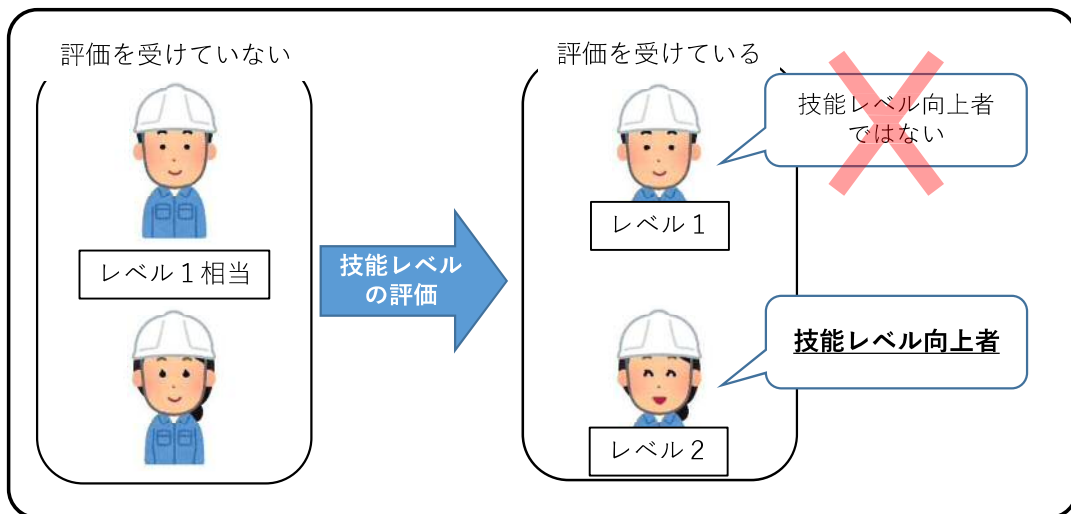 評価を受けていない
評価を受けている
技能レベル向上者
ではない
レベル１
レベル１相当
技能レベル
の評価
技能レベル向上者
レベル２